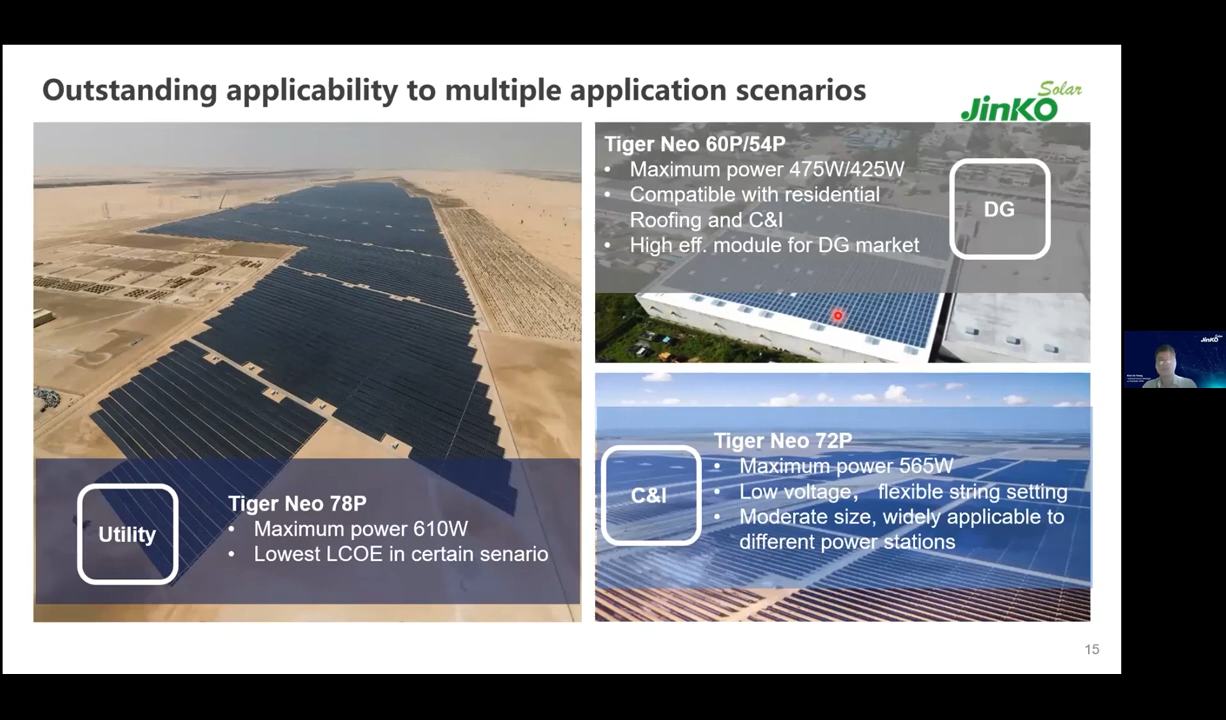 Outstanding applicability to multiple application scenarios
Solar
JinKO
Tiger Neo 60P/54P
• Maximum power 475W/425W
• Compatible with residential
Roofing and C&I
• High eff. module for DG market
DG
Utility
Tiger Neo 78P
• Maximum power 610W
• Lowest LCOE in certain senario
C&I
Tiger Neo 72P
• Maximum power 565W
• Low voltage， flexible string setting
• Moderate size, widely applicable to
different power stations
15
JinKO